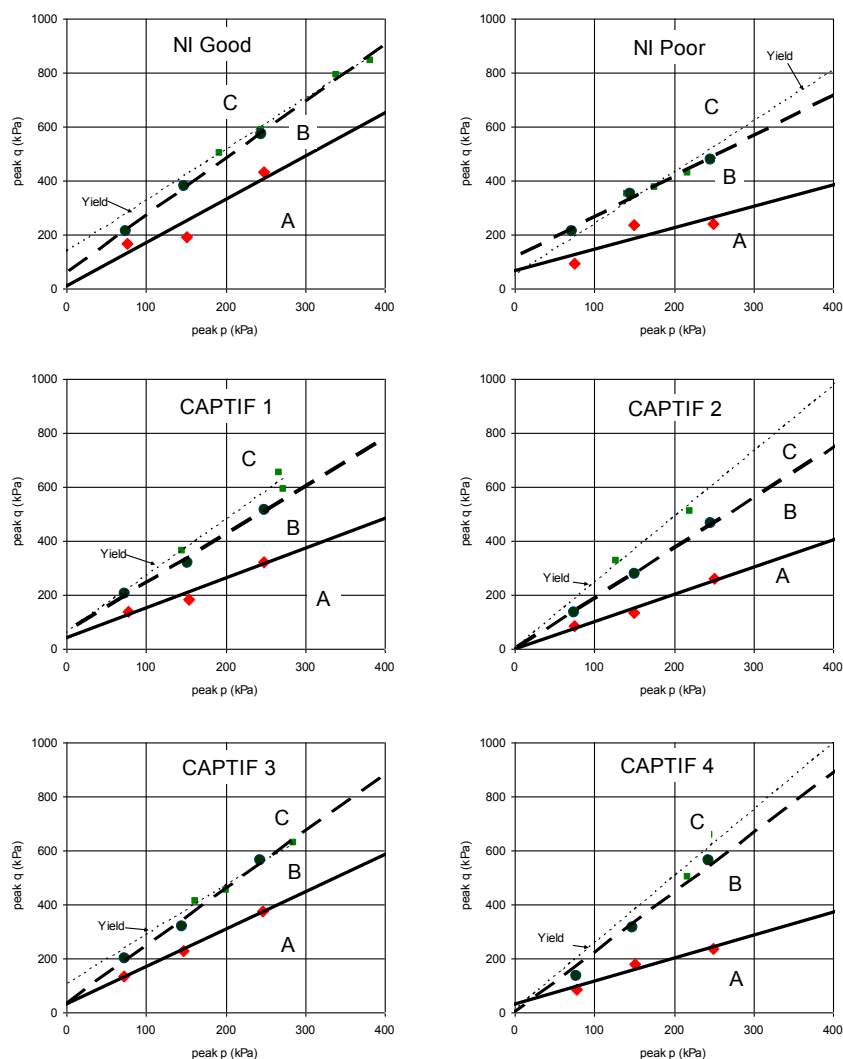 NI Good
1000
800
600
400
200
0
peak q (kPa)
C
B
Yield
A
0 100 200 300 400
peak p (kPa)
NI Poor
1000
800
600
400
200
0
peak q (kPa)
Yield
C
B
A
0 100 200 300 400
peak p (kPa)
CAPTIF 1
1000
800
600
400
200
0
peak q (kPa)
C
Yield
B
A
0 100 200 300 400
peak p (kPa)
CAPTIF 2
1000
800
600
400
200
0
peak q (kPa)
C
B
Yield
A
0 100 200 300 400
peak p (kPa)
CAPTIF 3
1000
800
600
400
200
0
peak q (kPa)
C
B
Yield
A
0 100 200 300 400
peak p (kPa)
CAPTIF 4
1000
800
600
400
200
0
peak q (kPa)
C
B
Yield
A
0 100 200 300 400
peak p (kPa)